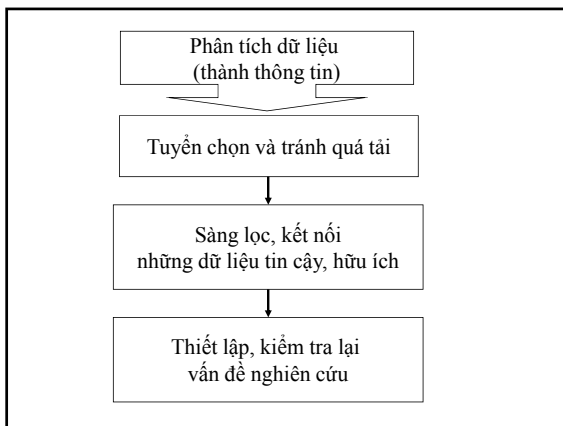 Phân tích dữ liệu
(thành thông tin)
Tuyển chọn và tránh quá tải
Sàng lọc, kết nối
những dữ liệu tin cậy, hữu ích
Thiết lập, kiểm tra lại
vấn đề nghiên cứu